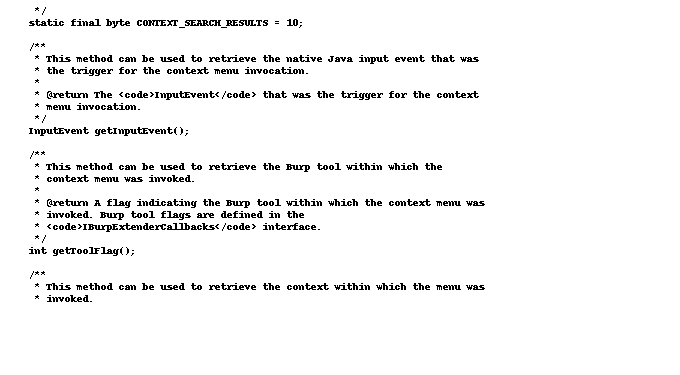 */
static final byte CONTEXT_SEARCH_RESULTS = 10;
/**
 * This method can be used to retrieve the native Java input event that was
 * the trigger for the context menu invocation.
 *
 * @return The <code>InputEvent</code> that was the trigger for the context
 * menu invocation.
 */
InputEvent getInputEvent();
/**
 * This method can be used to retrieve the Burp tool within which the
 * context menu was invoked.
 *
 * @return A flag indicating the Burp tool within which the context menu was
 * invoked. Burp tool flags are defined in the
 * <code>IBurpExtenderCallbacks</code> interface.
 */
int getToolFlag();
/**
 * This method can be used to retrieve the context within which the menu was
 * invoked.